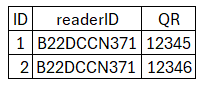 ID readerID QR
1 B22DCCN371 12345
2 B22DCCN371 12346